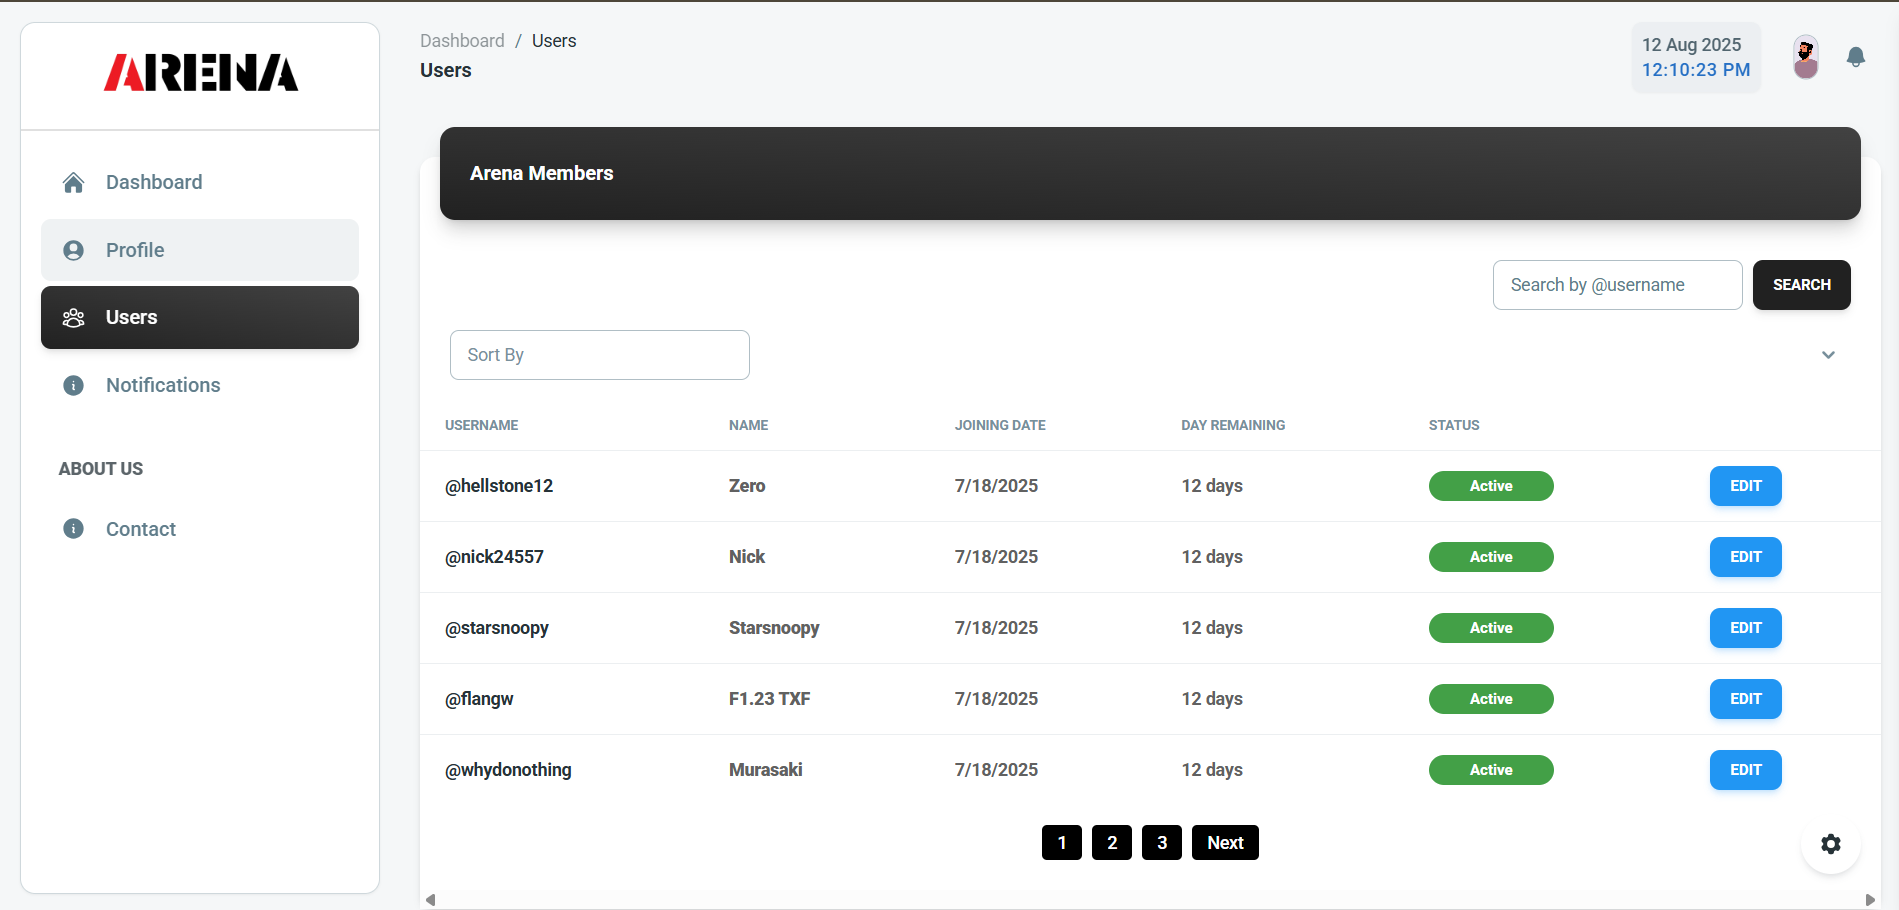 ARENA
Dashboard
Profile
Users
Notifications
ABOUT US
Contact
Dashboard / Users
Users
12 Aug 2025
12:10:23 PM
Arena Members
Search by @username
SEARCH
Sort By
USERNAME NAME JOINING DATE DAY REMAINING STATUS
@hellstone12 Zero 7/18/2025 12 days Active EDIT
@nick24557 Nick 7/18/2025 12 days Active EDIT
@starsnoopy Starsnoopy 7/18/2025 12 days Active EDIT
@flangw F1.23 TXF 7/18/2025 12 days Active EDIT
@whydonothing Murasaki 7/18/2025 12 days Active EDIT
1 2 3 Next